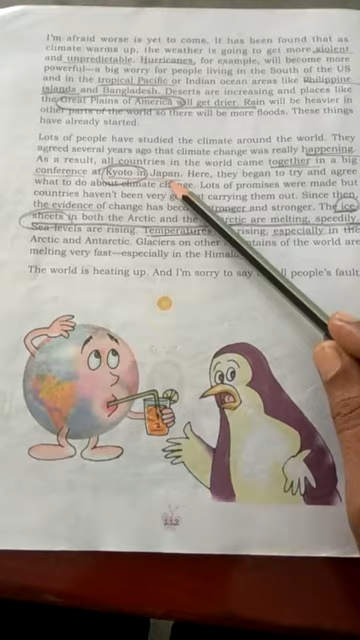 I'm afraid worse is yet to come. It has been found that as
climate warms up, the weather is going to get more violent
and unpredictable. Hurricanes, for example, will become more
powerful—a big worry for people living in the South of the US
and in the tropical Pacific or Indian ocean areas like Philippine
islands and Bangladesh. Deserts are increasing and places like
the Great Plains of America will get drier. Rain will be heavier in
other parts of the world so there will be more floods. These things
have already started.
Lots of people have studied the climate around the world. They
agreed several years ago that climate change was really happening.
As a result, all countries in the world came together in a big
conference at Kyoto in Japan. Here, they began to try and agree
what to do about climate change. Lots of promises were made but
countries haven't been very carrying them out. Since then
the evidence of change has become stronger and stronger. The ice
sheets in both the Arctic and the are melting, speedily
Sea levels are rising. Temperatures rising, especially in the
Arctic and Antarctic. Glaciers on other of the world are
melting very fast—especially in the
The world is heating up. And I'm sorry to say people's fault
112